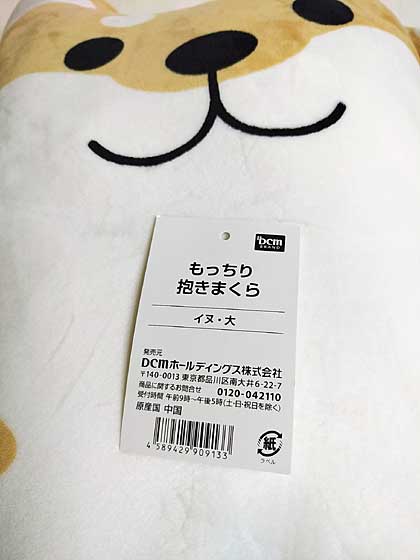 DCM
BRAND
もっちり
抱きまくら
イヌ・大
発売元
DCMホールディングス株式会社
〒140-0013 東京都品川区南大井6-22-7
商品に関するお問合せ 0120-042110
受付時間 午前9時〜午後5時(土・日・祝日を除く)
原産国 中国
紙
ラベル
4 589429 909133